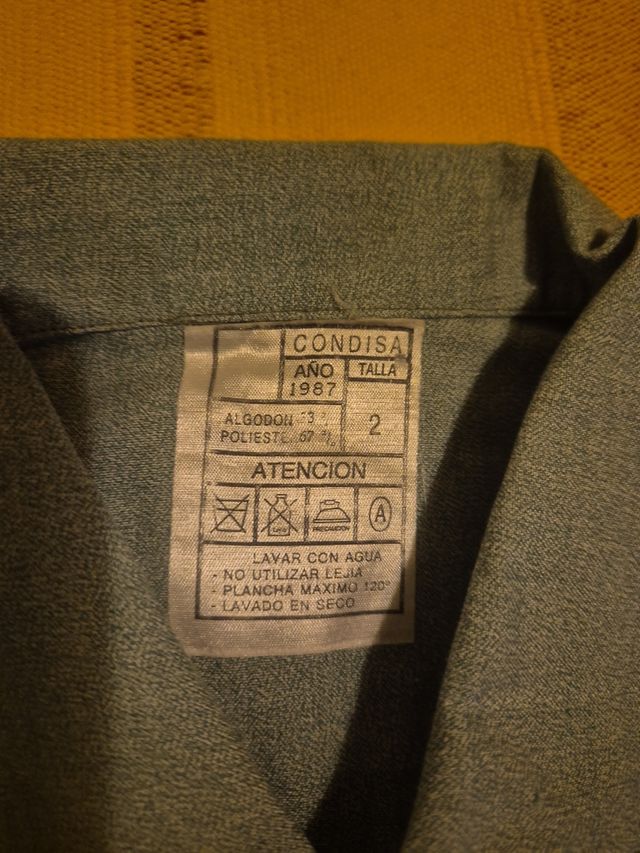 CONDISA
AÑO TALLA
1987
2
ALGODON
POLIESTE. 67 %
ATENCION
A
LAVAR CON AGUA
- NO UTILIZAR LEJIA
- PLANCHA MAXIMO 120°
- LAVADO EN SECO